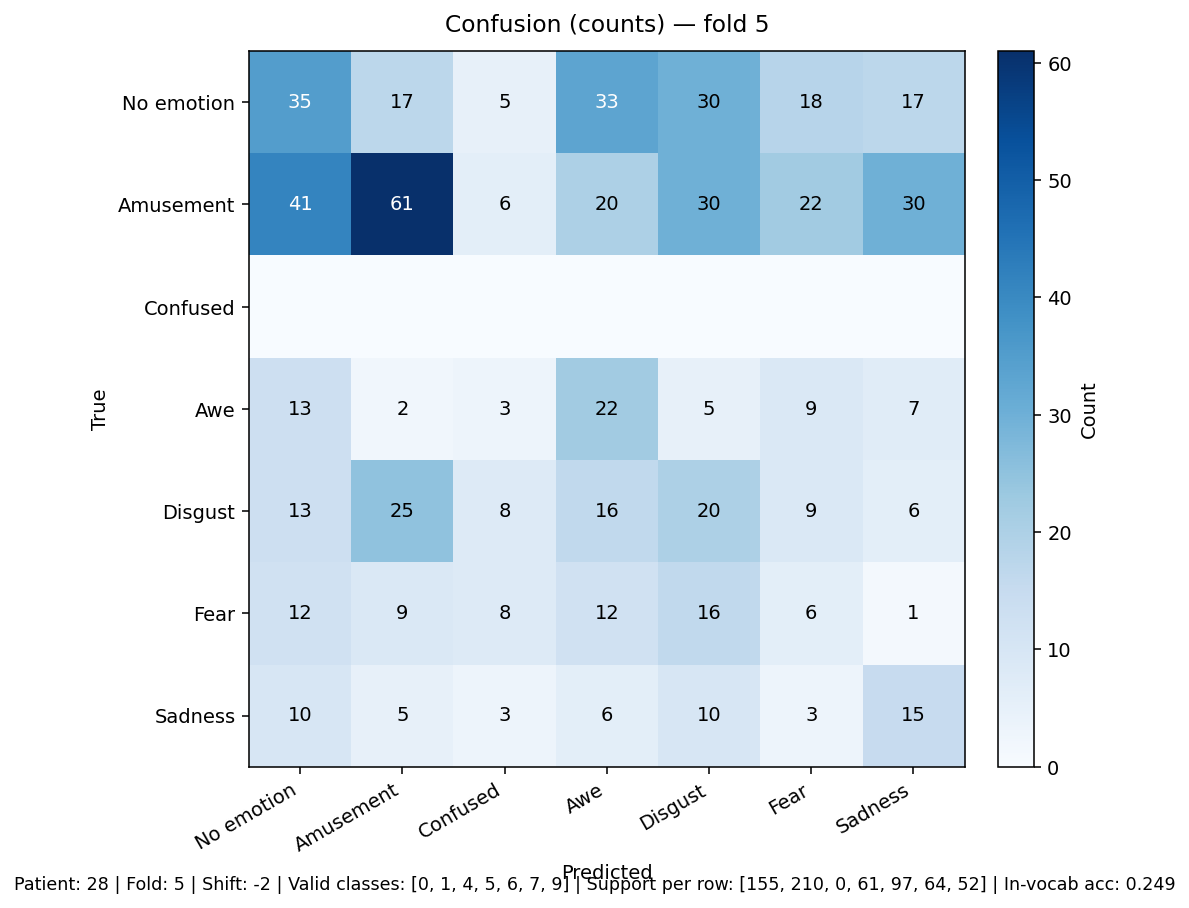 Confusion (counts) — fold 5
No emotion 35 17 5 33 30 18 17
Amusement 41 61 6 20 30 22 30
Confused
Awe 13 2 3 22 5 9 7
Disgust 13 25 8 16 20 9 6
Fear 12 9 8 12 16 6 1
Sadness 10 5 3 6 10 3 15
True
No emotion Amusement Confused Awe Disgust Fear Sadness
Predicted
60
50
40
30
20
10
0
Count
Patient: 28 | Fold: 5 | Shift: -2 | Valid classes: [0, 1, 4, 5, 6, 7, 9] | Support per row: [155, 210, 0, 61, 97, 64, 52] | In-vocab acc: 0.249